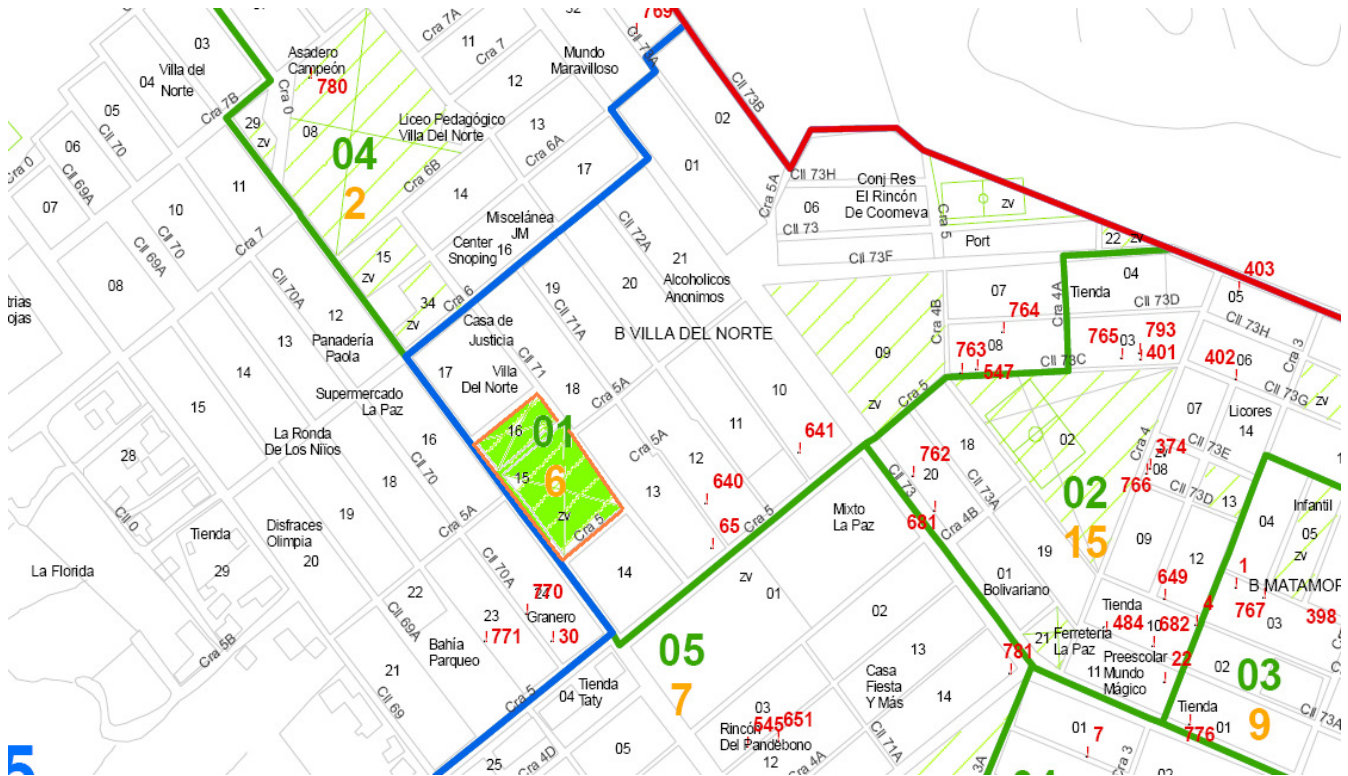 Cra 7A
32
769
Cll 73A
03
11
Cra 7
Mundo
Maravilloso
Asadero
Campeón
780
Villa del
Norte
04
Cra 0
12
Cll 73B
05
Cra 7B
29
zv
08
Liceo Pedagógico
Villa Del Norte
13
02
Cll 70
04
Cra 6A
06
Cra 0
Cll 69A
17
01
Cll 73H
Conj Res
El Rincón
De Coomeva
Cra 6B
2
14
Cra 5A
06
zv
07
10
11
Cll 73
Cra 5
Miscelánea
JM
Center
Snoping
16
Cll 72A
Cll 70
Cra 7
Port
22
zv
15
zv
21
Cll 73F
Cll 69A
08
Cll 70A
20
Alcoholicos
Anonimos
04
403
trias
ojas
34
Cra 6
19
07
Cra 4A
Tienda
05
12
zv
Casa de
Justicia
Cll 71A
764
Cll 73D
Cll 73H
13
Panadería
Paola
B VILLA DEL NORTE
Cra 4B
765
03
793
401
Cra 3
14
17
Cll 71
Villa
Del Norte
09
763
08
547
Cll 73C
402
06
Supermercado
La Paz
18
Cra 5A
10
Cra 5
Cll 73G
15
zv
07
Licores
14
zv
La Ronda
De Los Niños
16
16
01
11
641
18
02
Cra 4
Cll 73E
28
Cll 70
Cra 5A
12
762
20
374
zv
08
18
15
6
13
640
Cll 73
Cll 73A
02
766
Cll 73D
13
04
Infantil
19
Cra 5A
zv
Cra 5
65
Cra 5
Mixto
La Paz
681
Cra 4B
05
Cll 0
Disfraces
Olimpia
20
15
09
Tienda
19
12
zv
La Florida
29
Cll 70A
14
zv
01
01
Bolivariano
649
1
B MATAMOR
22
770
24
Granero
02
Tienda
484
4
767
398
Cll 69A
23
771
30
21
Ferretería
La Paz
10
682
03
Cra 5B
Bahía
Parqueo
05
13
781
Preescolar
Mundo
Mágico
11
22
02
03
21
Cra 5
04
Tienda
Taty
7
Casa
Fiesta
Y Más
14
Cll 69
03
545
651
Rincón
Del Pandebono
01
7
Tienda
776
01
9
Cll 73A
5
25
Cra 4D
05
12
Cra 4A
Cll 71A
3A
Cra 3
04
02